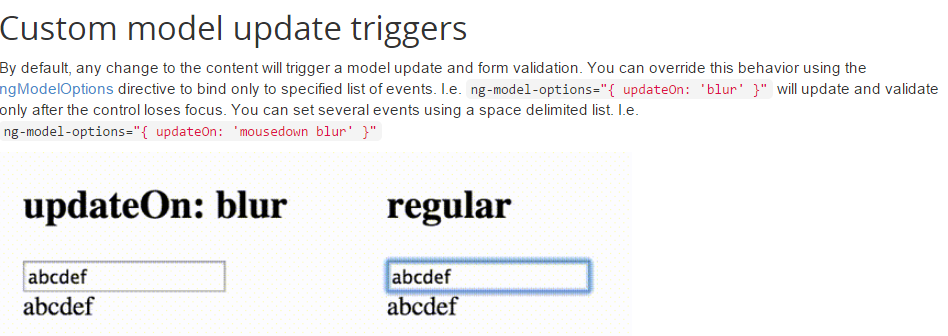 Custom model update triggers
By default, any change to the content will trigger a model update and form validation. You can override this behavior using the
ngModelOptions directive to bind only to specified list of events. I.e. ng-model-options="{ updateOn: 'blur' }" will update and validate
only after the control loses focus. You can set several events using a space delimited list. I.e.
ng-model-options="{ updateOn: 'mousedown blur' }"
updateOn: blur regular
abcdef abcdef
abcdef abcdef